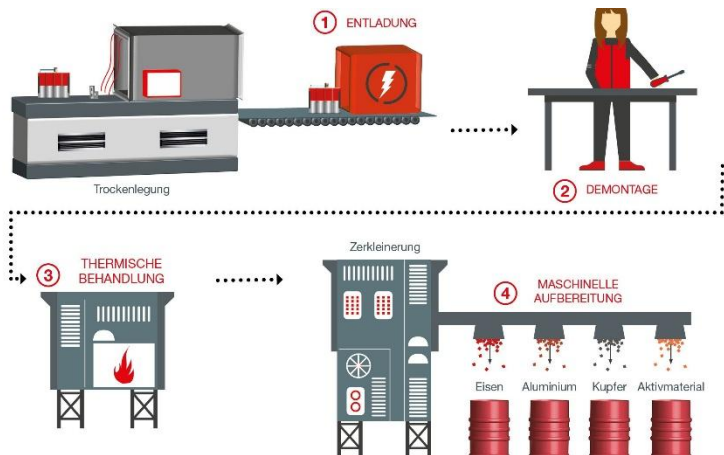 1 ENTLADUNG
Trockenlegung
2 DEMONTAGE
3 THERMISCHE
BEHANDLUNG
Zerkleinerung
4 MASCHINELLE
AUFBEREITUNG
Eisen Aluminium Kupfer Aktivmaterial